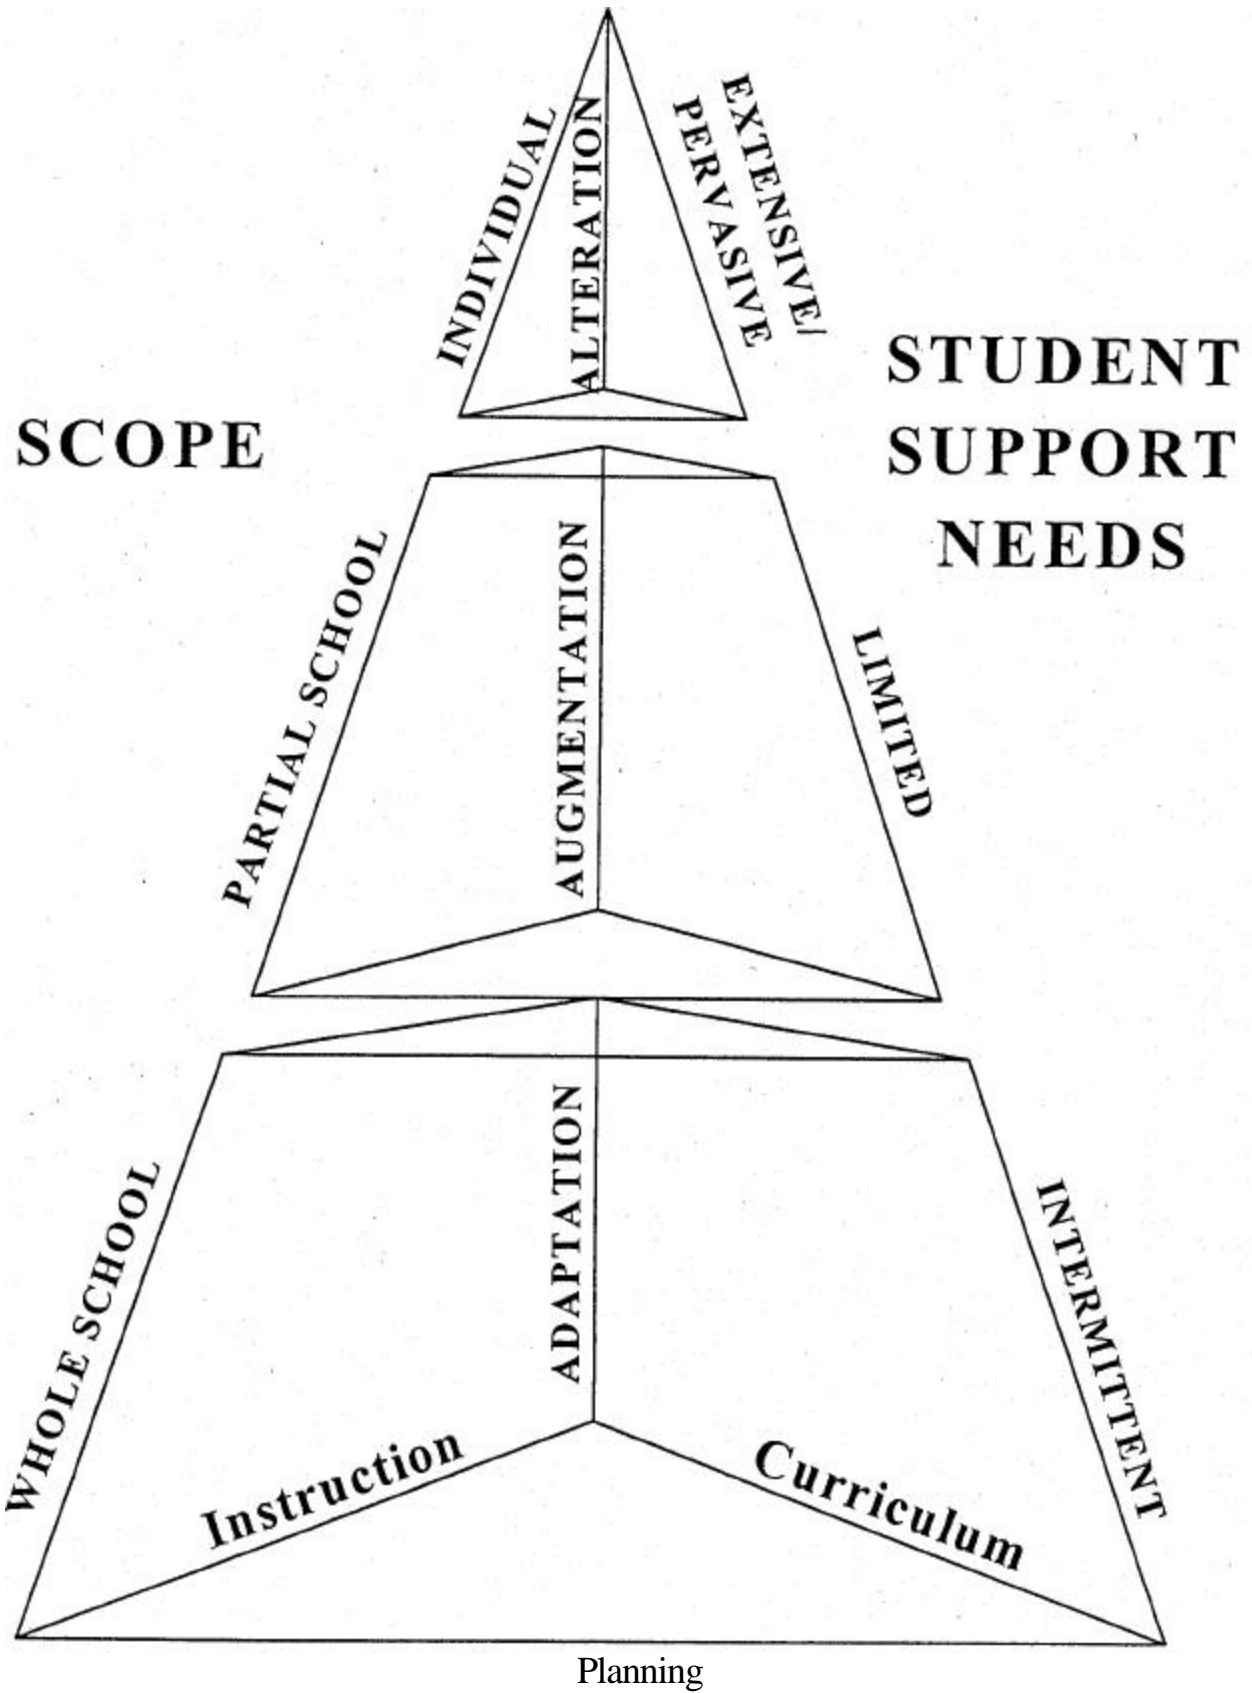 INDIVIDUAL
ALTERATION
EXTENSIVE/
PERVASIVE
SCOPE
STUDENT
SUPPORT
NEEDS
PARTIAL SCHOOL
AUGMENTATION
LIMITED
WHOLE SCHOOL
ADAPTATION
INTERMITTENT
Instruction
Curriculum
Planning